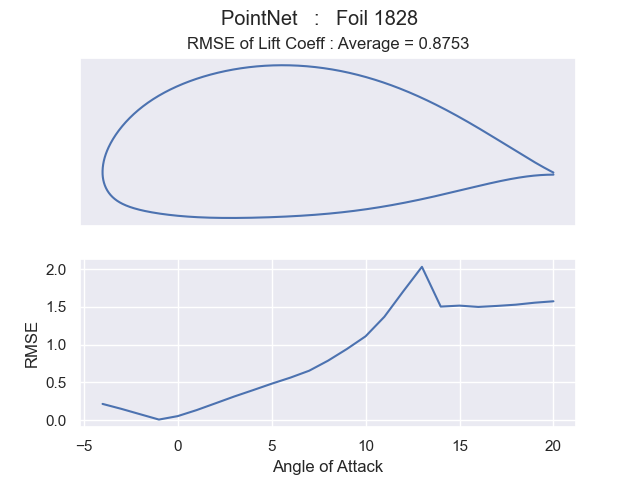 PointNet : Foil 1828
RMSE of Lift Coeff : Average = 0.8753
2.0
1.5
1.0
0.5
0.0
RMSE
−5 0 5 10 15 20
Angle of Attack